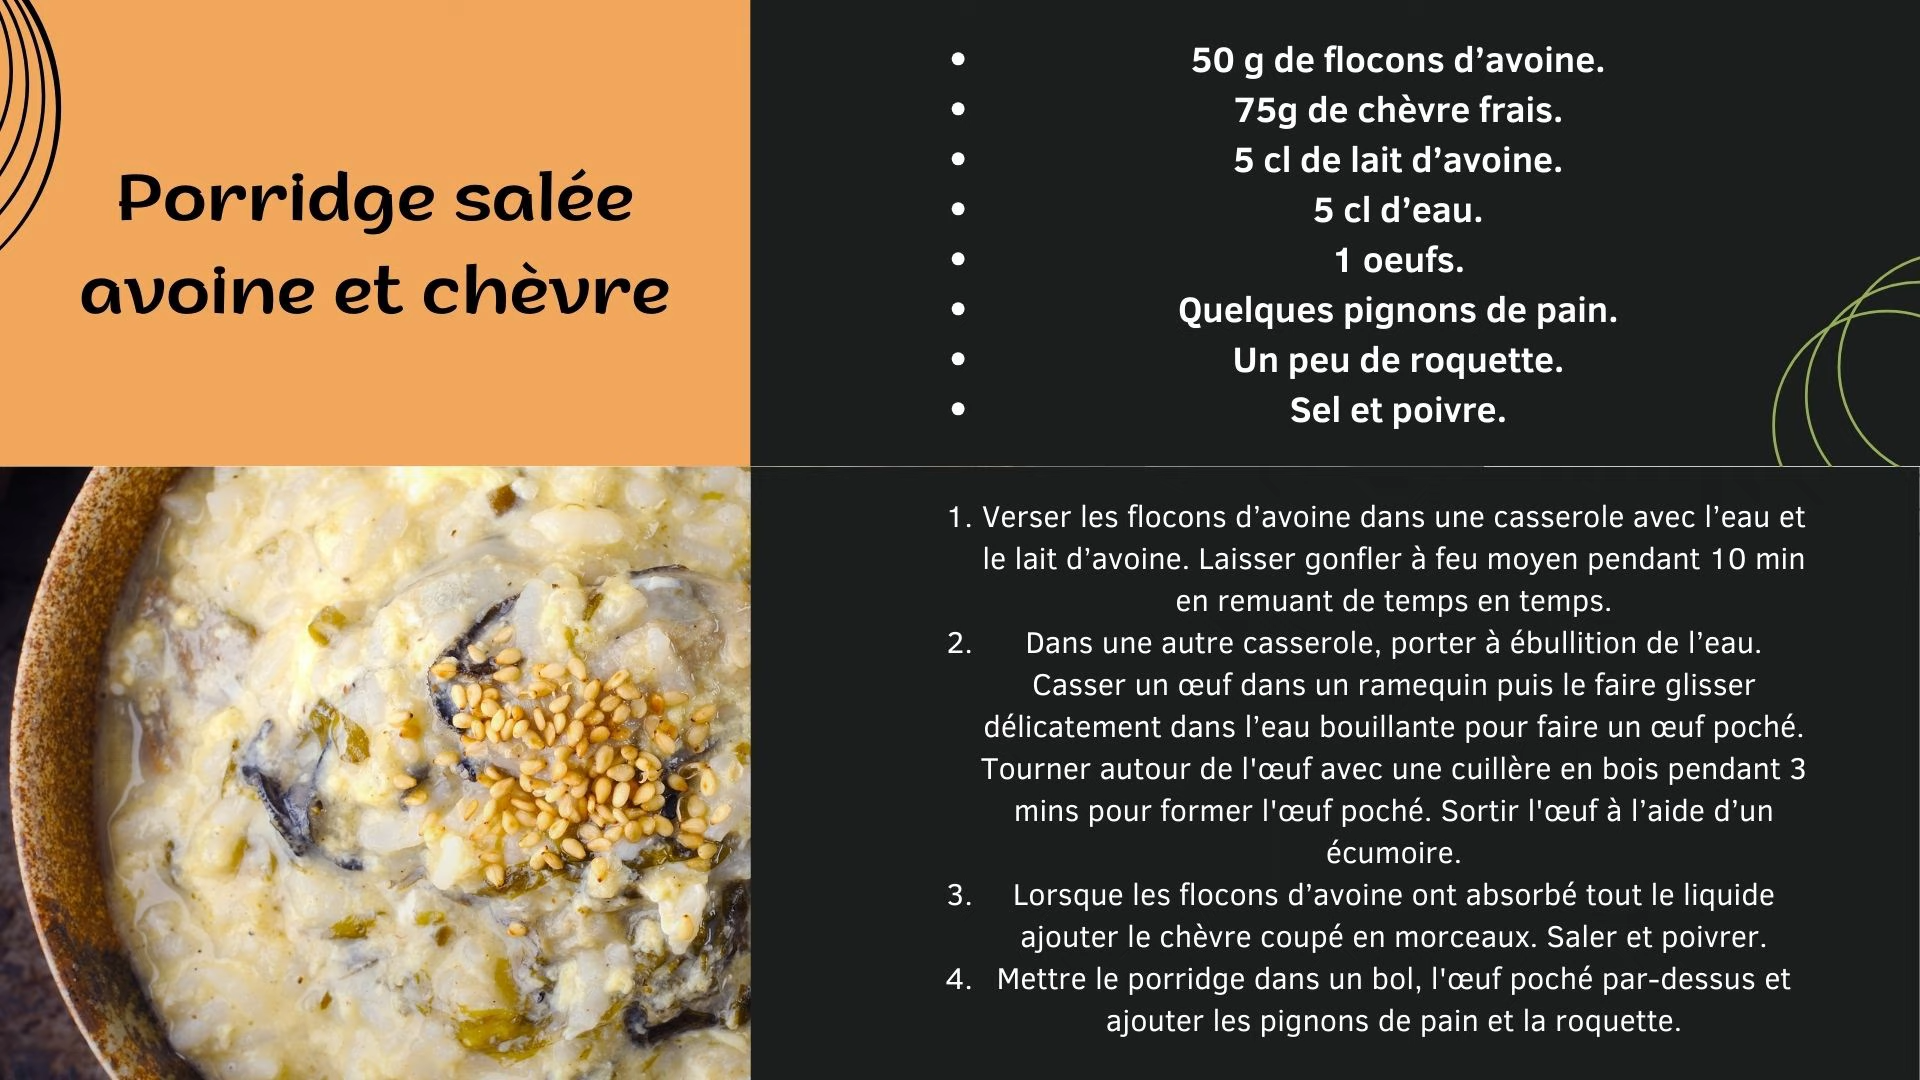 Porridge salée
avoine et chèvre
• 50 g de flocons d’avoine.
• 75g de chèvre frais.
• 5 cl de lait d’avoine.
• 5 cl d’eau.
• 1 oeufs.
• Quelques pignons de pain.
• Un peu de roquette.
• Sel et poivre.
1. Verser les flocons d’avoine dans une casserole avec l’eau et
le lait d’avoine. Laisser gonfler à feu moyen pendant 10 min
en remuant de temps en temps.
2. Dans une autre casserole, porter à ébullition de l’eau.
Casser un œuf dans un ramequin puis le faire glisser
délicatement dans l’eau bouillante pour faire un œuf poché.
Tourner autour de l'œuf avec une cuillère en bois pendant 3
mins pour former l'œuf poché. Sortir l'œuf à l’aide d’un
écumoire.
3. Lorsque les flocons d’avoine ont absorbé tout le liquide
ajouter le chèvre coupé en morceaux. Saler et poivrer.
4. Mettre le porridge dans un bol, l'œuf poché par-dessus et
ajouter les pignons de pain et la roquette.